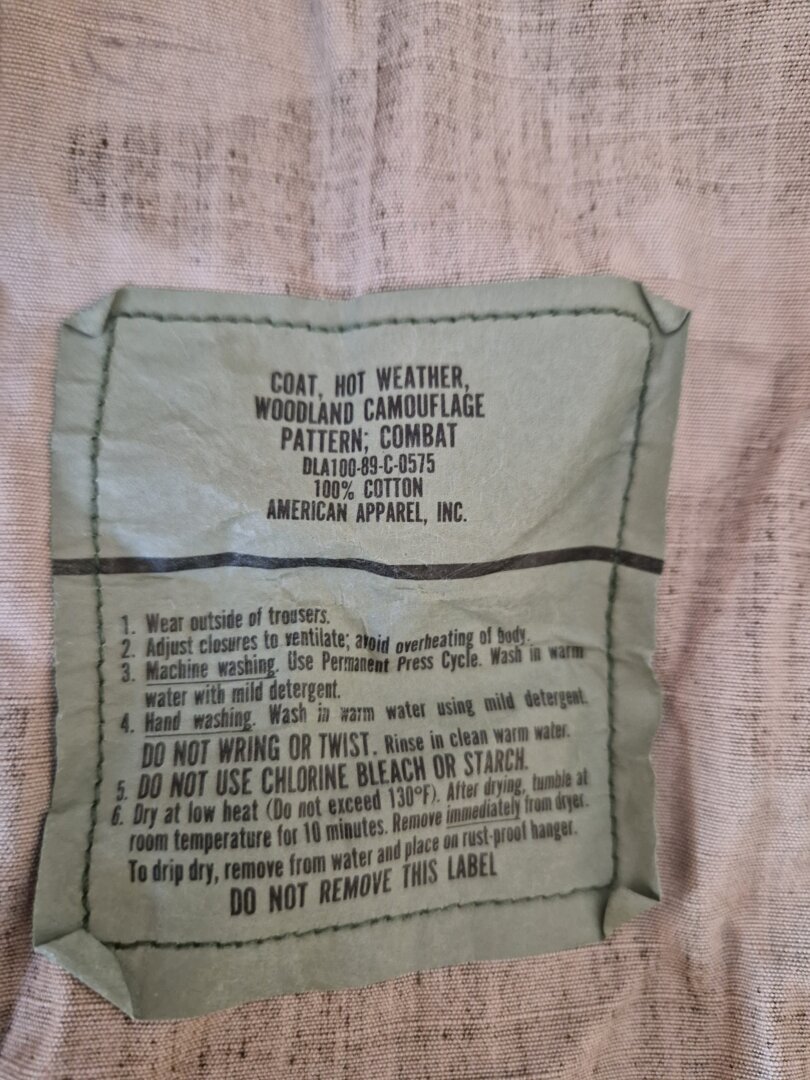 COAT, HOT WEATHER,
WOODLAND CAMOUFLAGE
PATTERN; COMBAT
DLA100-89-C-0575
100% COTTON
AMERICAN APPAREL, INC.
1. Wear outside of trousers.
2. Adjust closures to ventilate; avoid overheating of body.
3. Machine washing. Use Permanent Press Cycle. Wash in warm
water with mild detergent.
4. Hand washing. Wash in warm water using mild detergent.
DO NOT WRING OR TWIST. Rinse in clean warm water.
5. DO NOT USE CHLORINE BLEACH OR STARCH.
6. Dry at low heat (Do not exceed 130°F). After drying, tumble at
room temperature for 10 minutes. Remove immediately from dryer.
To drip dry, remove from water and place on rust-proof hanger.
DO NOT REMOVE THIS LABEL